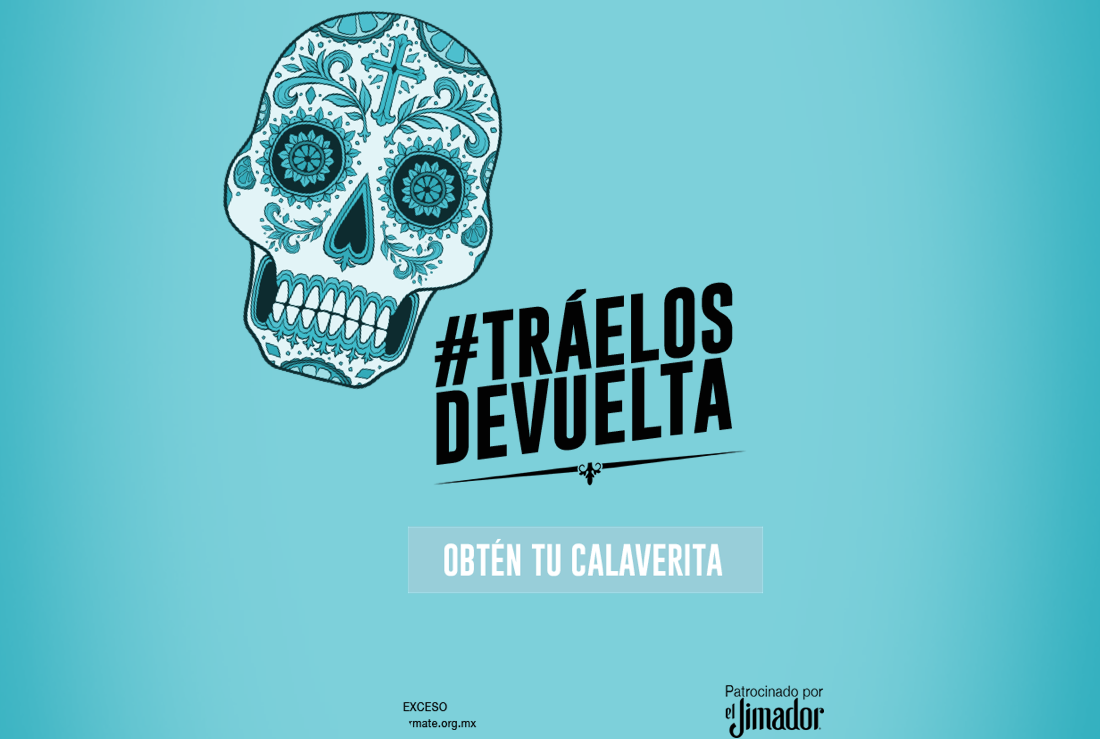 #TRÁELOS
DEVUELTA
OBTÉN TU CALAVERITA
EXCESO
mate.org.mx
Patrocinado por
el Jimador